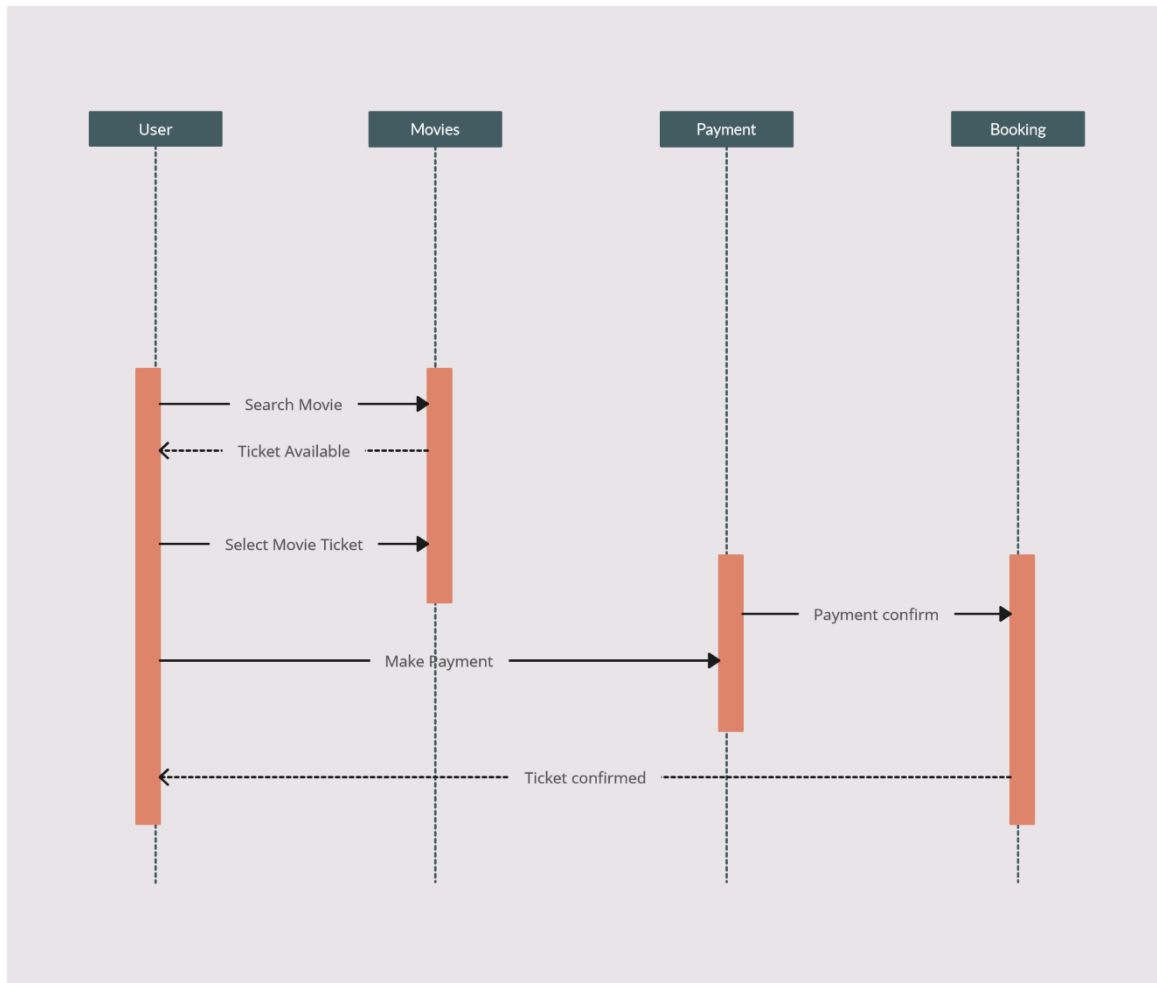 User
Movies
Payment
Booking
Search Movie
Ticket Available
Select Movie Ticket
Payment confirm
Make Payment
Ticket confirmed